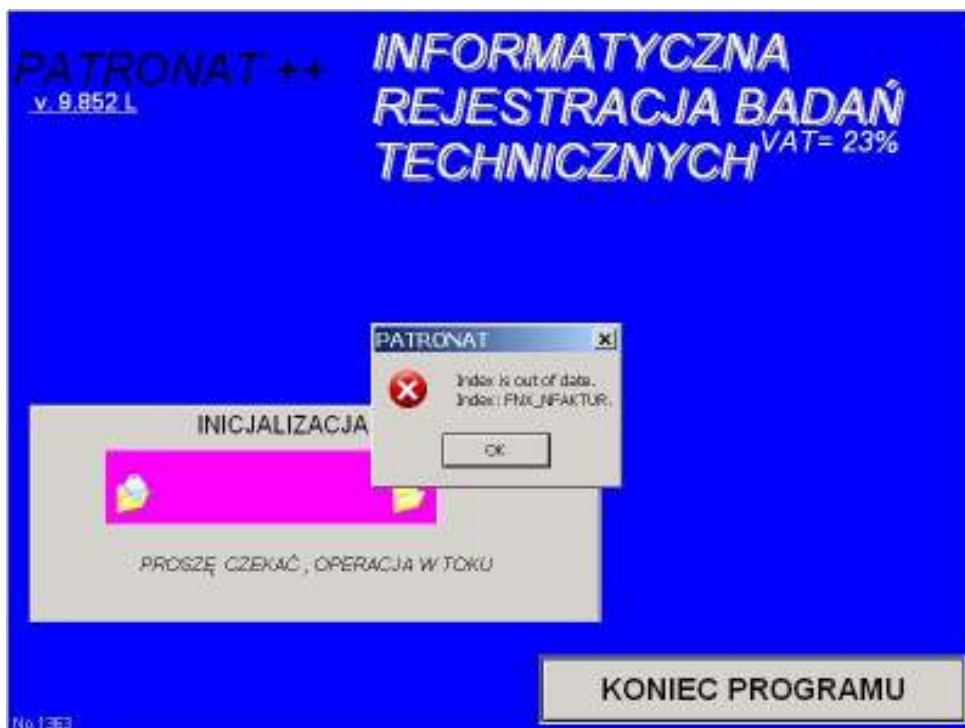 PATRONAT ++
v. 9.852 L
INFORMATYCZNA
REJESTRACJA BADAŃ
TECHNICZNYCH
VAT= 23%
PATRONAT
Index is out of date.
Index: FNX_NFAKTUR.
OK
INICJALIZACJA
PROSZĘ CZEKAĆ , OPERACJA W TOKU
KONIEC PROGRAMU
No.1363